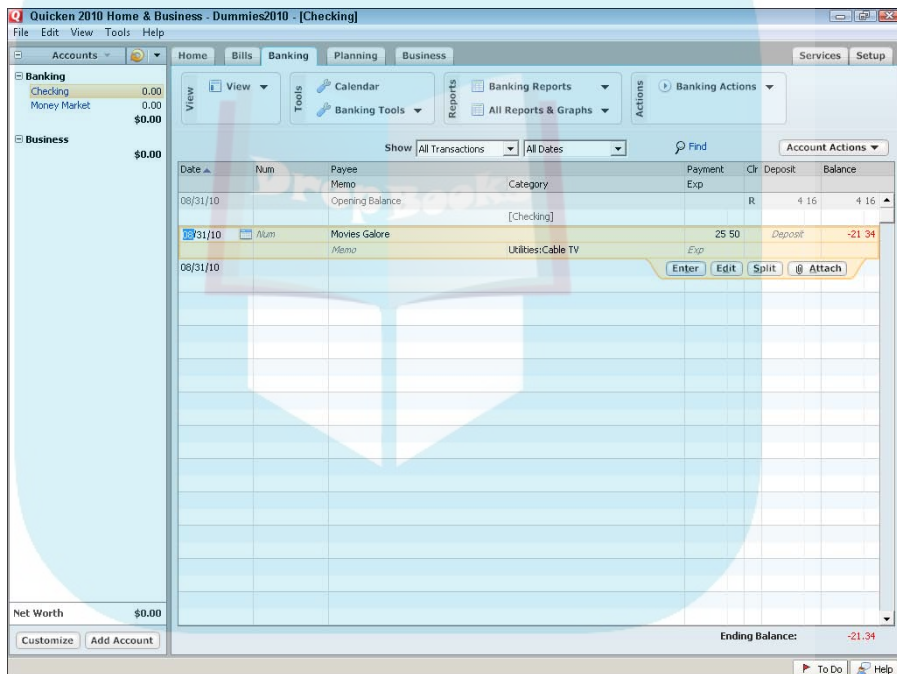 Quicken 2010 Home & Business - Dummies2010 - [Checking]
File Edit View Tools Help
Accounts
Home Bills Banking Planning Business Services Setup
Banking
Checking 0.00
Money Market 0.00
$0.00
Business
$0.00
View View
Tools Calendar
Banking Tools
Reports Banking Reports
All Reports & Graphs
Actions Banking Actions
Show All Transactions All Dates Find Account Actions
Date Num Payee Payment Clr Deposit Balance
Memo Category Exp
DropBooks
08/31/10 Opening Balance R 4 16 4 16
[Checking]
08/31/10 Num Movies Galore 25 50 Deposit -21 34
Memo Utilities:Cable TV Exp
08/31/10 Enter Edit Split Attach
Net Worth $0.00
Customize Add Account
Ending Balance: -21.34
To Do Help